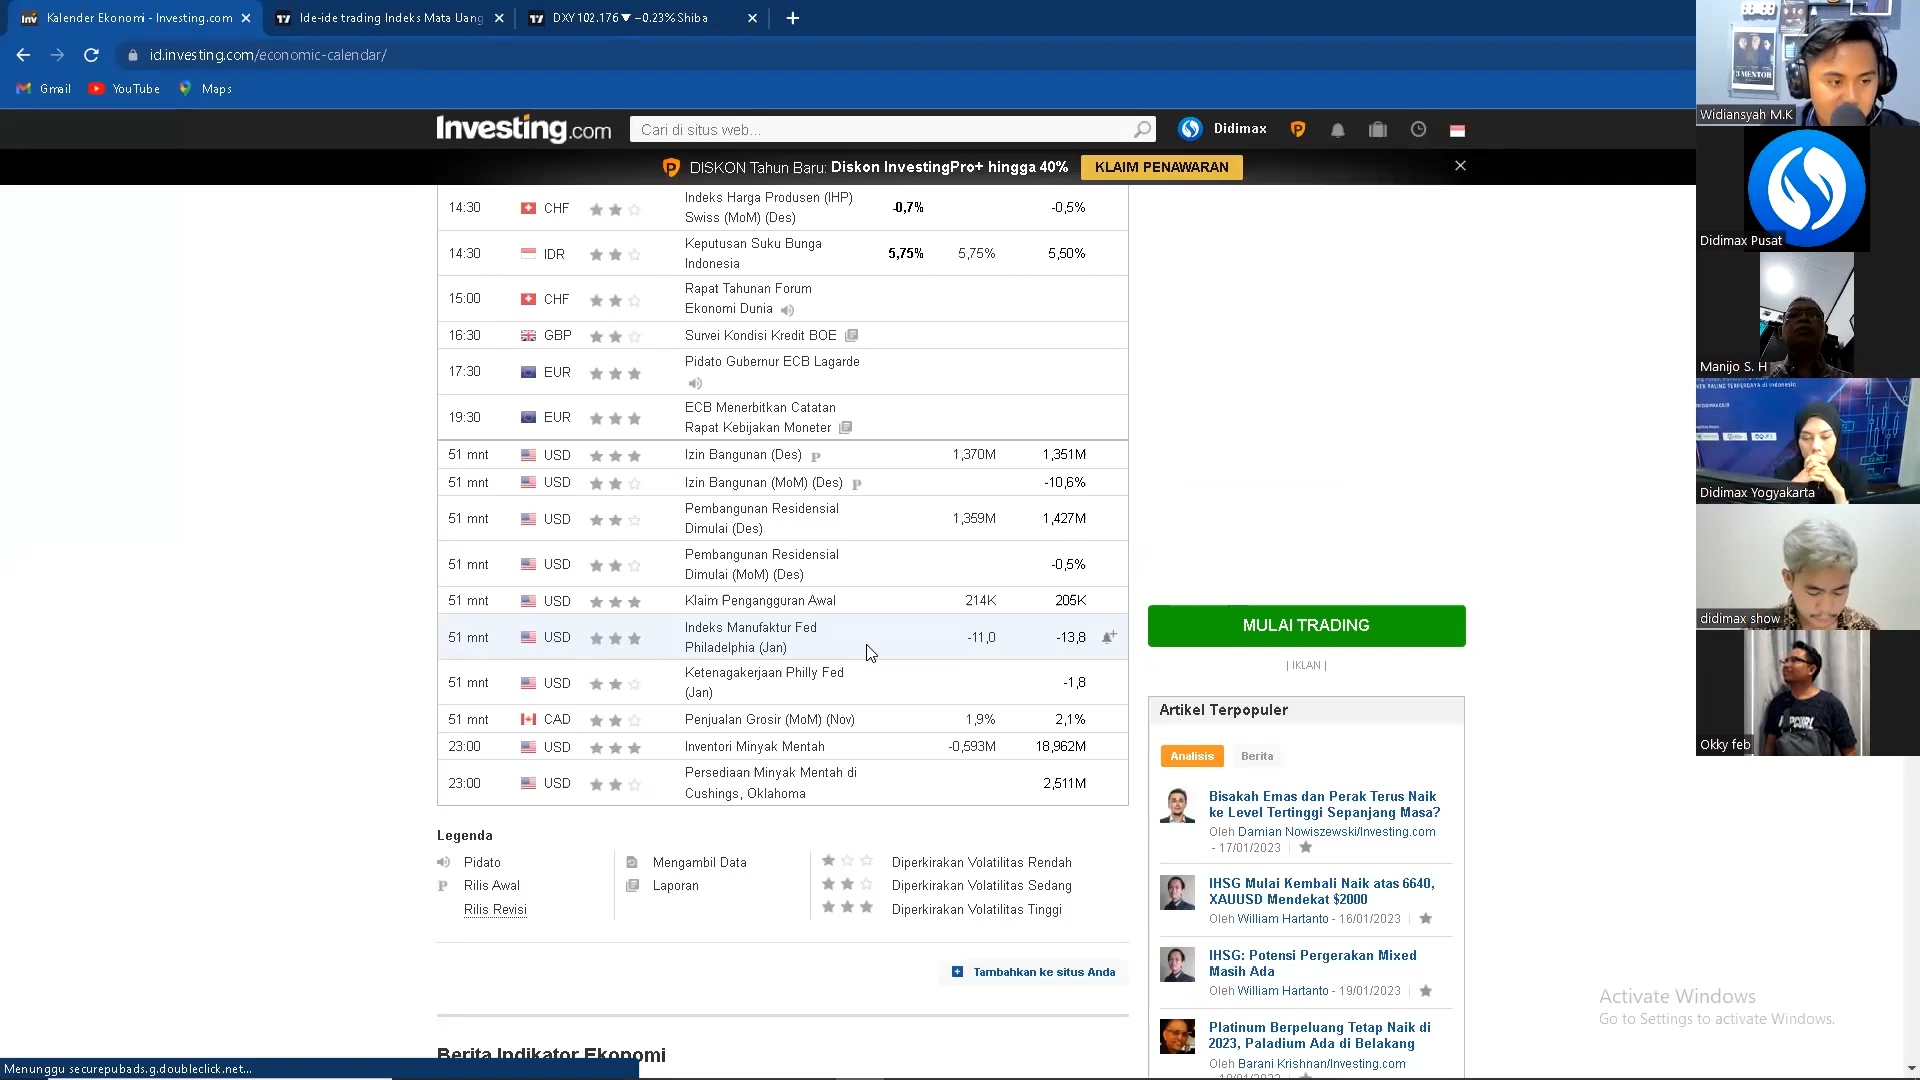 Kalender Ekonomi - Investing.com
Ide-ide trading Indeks Mata Uang
DXY 102.176▼ −0.23% Shiba
id.investing.com/economic-calendar/
Gmail YouTube Maps
Investing.com
Cari di situs web...
Didimax
DISKON Tahun Baru: Diskon InvestingPro+ hingga 40% KLAIM PENAWARAN
14:30 CHF Indeks Harga Produsen (IHP) -0,7% -0,5%
Swiss (MoM) (Des)
14:30 IDR Keputusan Suku Bunga 5,75% 5,75% 5,50%
Indonesia
15:00 CHF Rapat Tahunan Forum
Ekonomi Dunia
16:30 GBP Survei Kondisi Kredit BOE
17:30 EUR Pidato Gubernur ECB Lagarde
19:30 EUR ECB Menerbitkan Catatan
Rapat Kebijakan Moneter
51 mnt USD Izin Bangunan (Des) P 1,370M 1,351M
51 mnt USD Izin Bangunan (MoM) (Des) P -10,6%
51 mnt USD Pembangunan Residensial 1,359M 1,427M
Dimulai (Des)
51 mnt USD Pembangunan Residensial -0,5%
Dimulai (MoM) (Des)
51 mnt USD Klaim Pengangguran Awal 214K 205K
51 mnt USD Indeks Manufaktur Fed -11,0 -13,8
Philadelphia (Jan)
51 mnt USD Ketenagakerjaan Philly Fed -1,8
(Jan)
51 mnt CAD Penjualan Grosir (MoM) (Nov) 1,9% 2,1%
23:00 USD Inventori Minyak Mentah -0,593M 18,962M
23:00 USD Persediaan Minyak Mentah di 2,511M
Cushings, Oklahoma
Legenda
Pidato Mengambil Data Diperkirakan Volatilitas Rendah
P Rilis Awal Laporan Diperkirakan Volatilitas Sedang
Rilis Revisi Diperkirakan Volatilitas Tinggi
Tambahkan ke situs Anda
Berita Indikator Ekonomi
Menunggu securepubads.g.doubleclick.net...
MULAI TRADING
| IKLAN |
Artikel Terpopuler
Analisis Berita
Bisakah Emas dan Perak Terus Naik
ke Level Tertinggi Sepanjang Masa?
Oleh Damian Nowiszewski/Investing.com
- 17/01/2023 |
IHSG Mulai Kembali Naik atas 6640,
XAUUSD Mendekat $2000
Oleh William Hartanto - 16/01/2023 |
IHSG: Potensi Pergerakan Mixed
Masih Ada
Oleh William Hartanto - 19/01/2023 |
Platinum Berpeluang Tetap Naik di
2023, Paladium Ada di Belakang
Oleh Barani Krishnan/Investing.com
Activate Windows
Go to Settings to activate Windows.
3 MENTOR
Widiansyah M.K
Didimax Pusat
Manijo S. H
Didimax Yogyakarta
didimax show
Okky feb